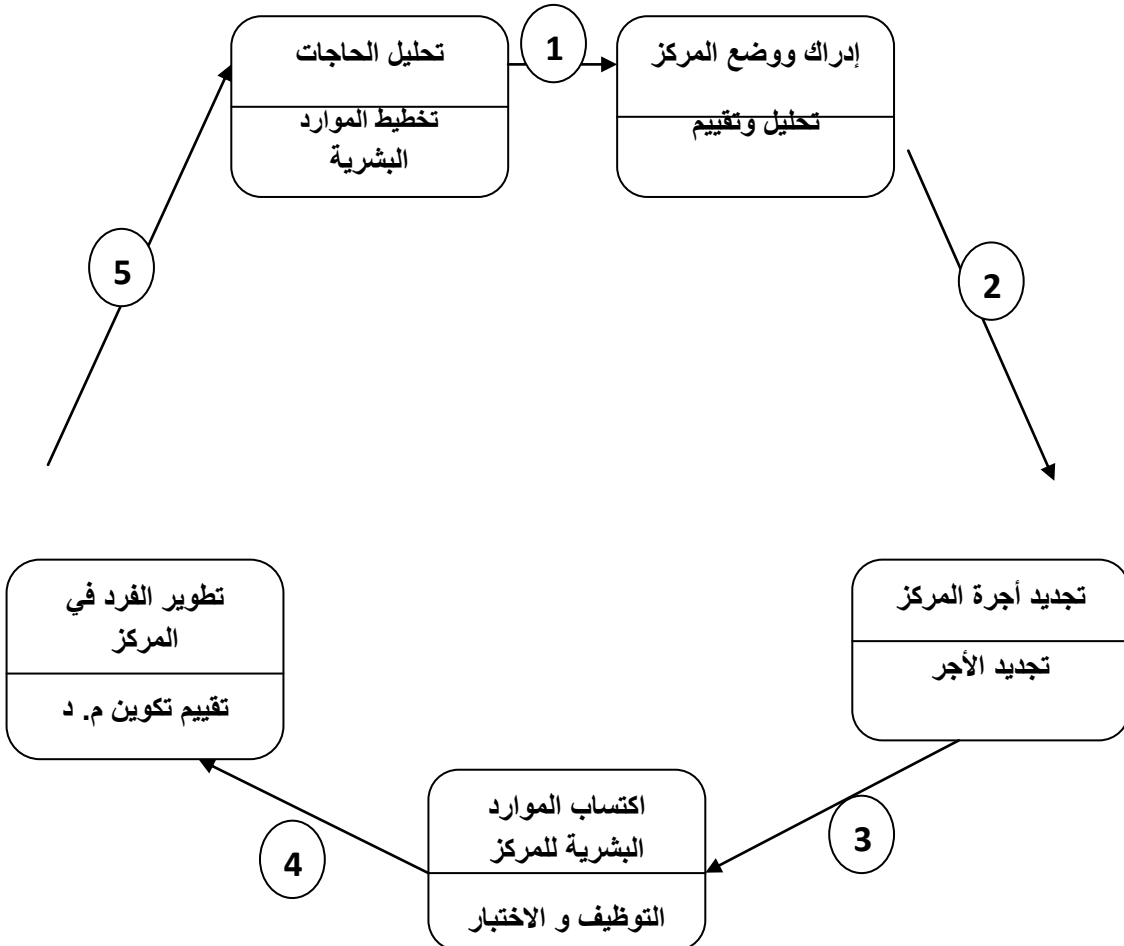 تحليل الحاجات
تخطيط الموارد
البشرية
1
إدراك ووضع المركز
تحليل وتقييم
2
تجديد أجرة المركز
تجديد الأجر
3
اكتساب الموارد
البشرية للمركز
التوظيف و الاختبار
4
تطوير الفرد في
المركز
تقييم تكوين م. د
5